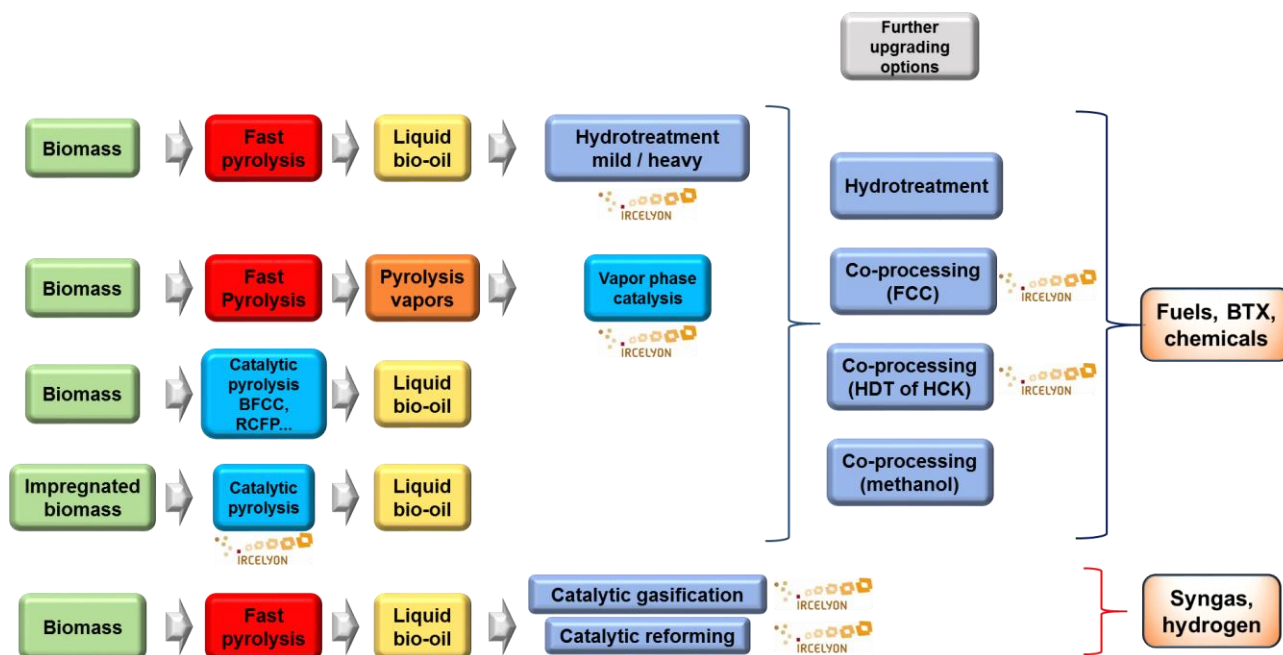 Further
upgrading
options
Biomass
Fast
pyrolysis
Liquid
bio-oil
Hydrotreatment
mild / heavy
IRCELYON
Hydrotreatment
Biomass
Fast
Pyrolysis
Pyrolysis
vapors
Vapor phase
catalysis
IRCELYON
Co-processing
(FCC)
IRCELYON
Fuels, BTX,
chemicals
Biomass
Catalytic
pyrolysis
BFCC,
RCFP...
Liquid
bio-oil
Co-processing
(HDT of HCK)
IRCELYON
Impregnated
biomass
Catalytic
pyrolysis
IRCELYON
Liquid
bio-oil
Co-processing
(methanol)
Biomass
Fast
pyrolysis
Liquid
bio-oil
Catalytic gasification
IRCELYON
Catalytic reforming
IRCELYON
Syngas,
hydrogen